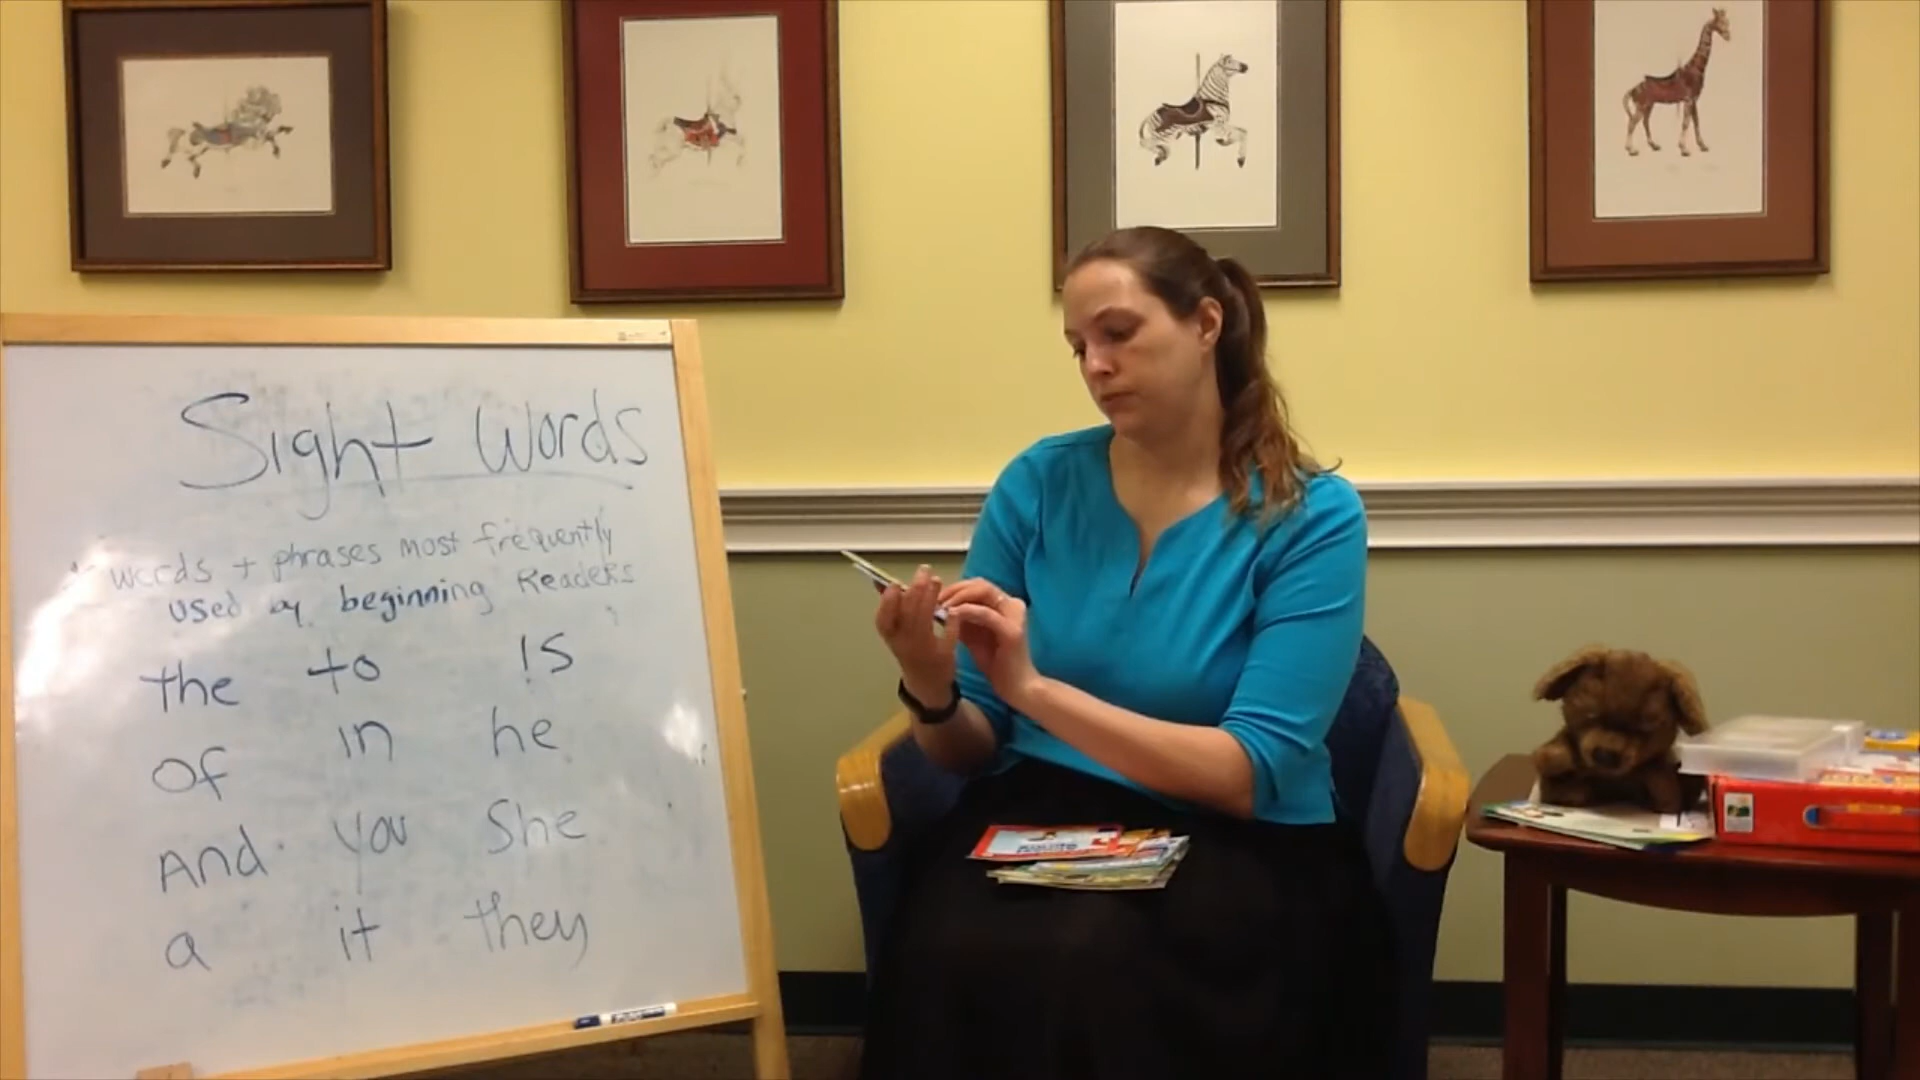 Sight Words
words + phrases most frequently
used by beginning Readers
the to is
of in he
And you She
a it they